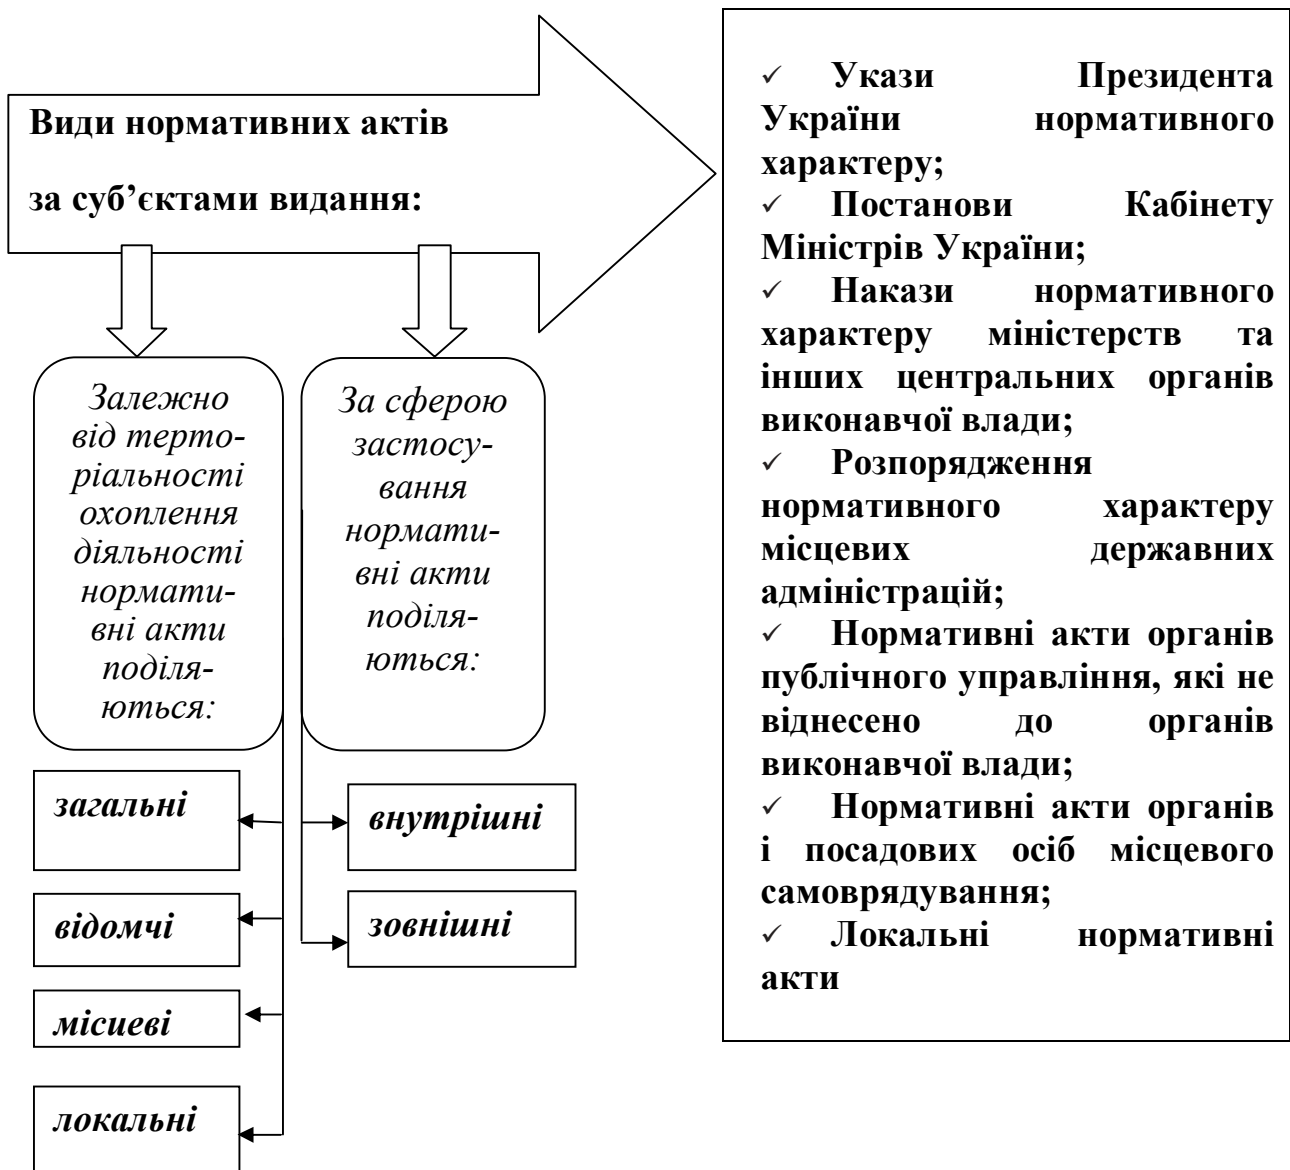 Види нормативних актів
за суб’єктами видання:
Залежно
від терто-
ріальності
охоплення
діяльності
нормати-
вні акти
поділя-
ються:
За сферою
застосу-
вання
нормати-
вні акти
поділя-
ються:
загальні
відомчі
місцеві
локальні
внутрішні
зовнішні
✓ Укази Президента
України нормативного
характеру;
✓ Постанови Кабінету
Міністрів України;
✓ Накази нормативного
характеру міністерств та
інших центральних органів
виконавчої влади;
✓ Розпорядження
нормативного характеру
місцевих державних
адміністрацій;
✓ Нормативні акти органів
публічного управління, які не
віднесено до органів
виконавчої влади;
✓ Нормативні акти органів
і посадових осіб місцевого
самоврядування;
✓ Локальні нормативні
акти